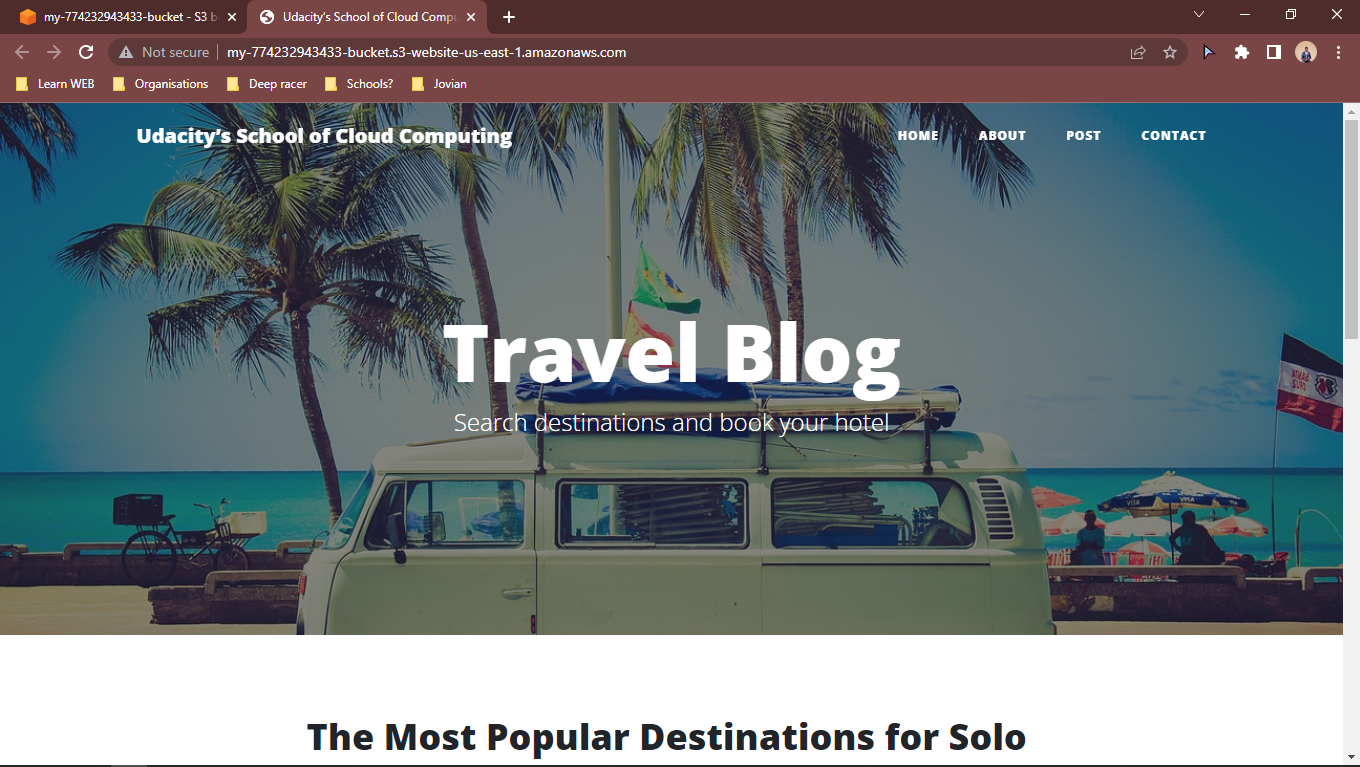 my-774232943433-bucket - S3 b
Udacity's School of Cloud Compu
Not secure
my-774232943433-bucket.s3-website-us-east-1.amazonaws.com
Learn WEB
Organisations
Deep racer
Schools?
Jovian
Udacity's School of Cloud Computing
HOME
ABOUT
POST
CONTACT
Travel Blog
Search destinations and book your hotel
VISA
VISA
The Most Popular Destinations for Solo